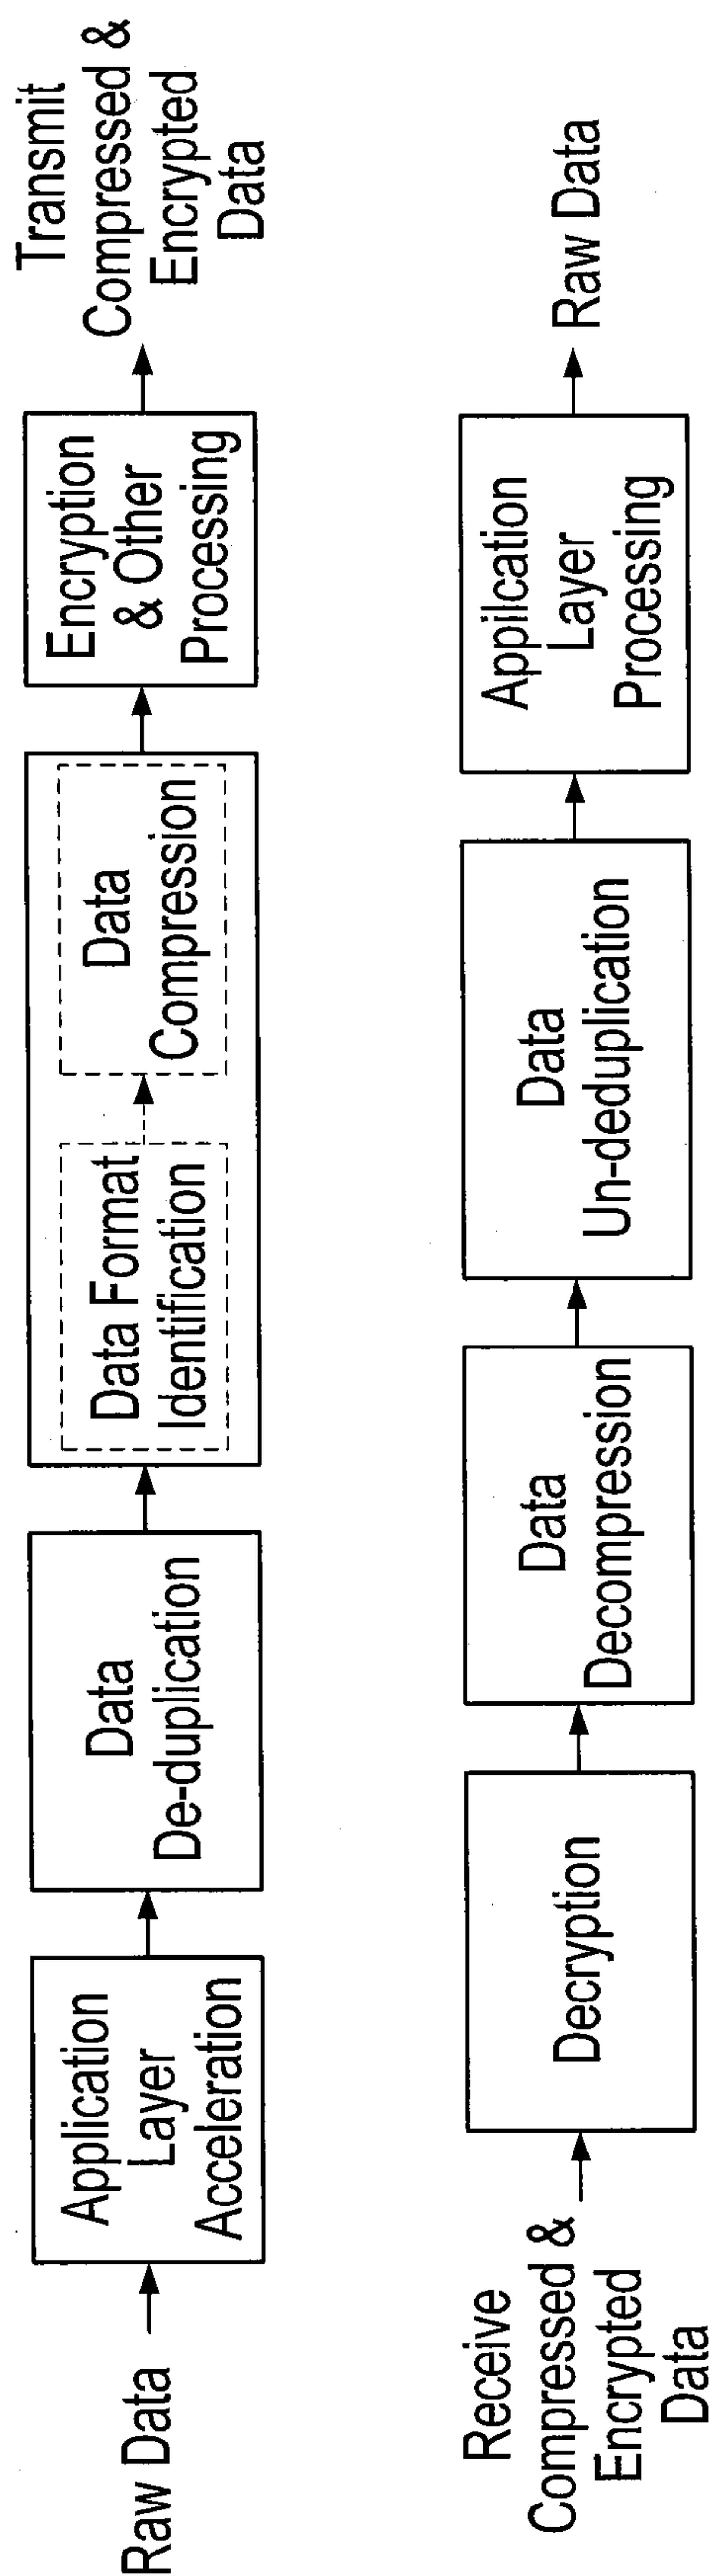 Raw Data
Application
Layer
Acceleration
Data
De-duplication
Data Format
Identification
Data
Compression
Encryption
& Other
Processing
Transmit
Compressed &
Encrypted
Data
Receive
Compressed &
Encrypted
Data
Decryption
Data
Decompression
Data
Un-deduplication
Appilcation
Layer
Processing
Raw Data